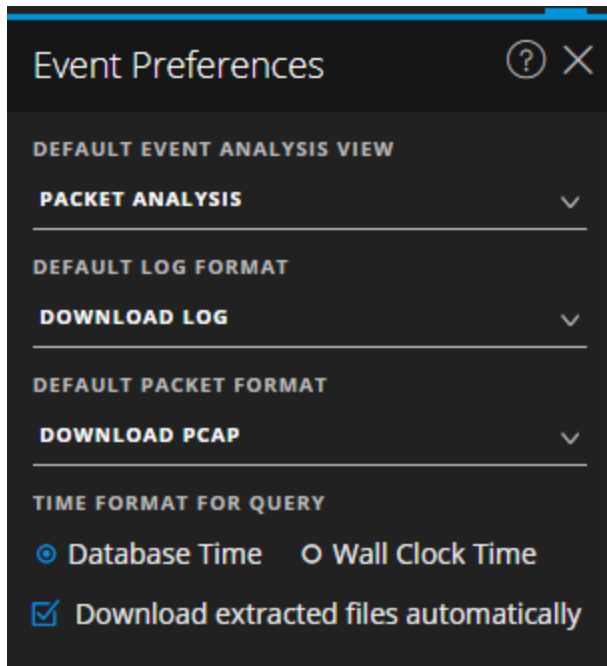 Event Preferences
DEFAULT EVENT ANALYSIS VIEW
PACKET ANALYSIS
DEFAULT LOG FORMAT
DOWNLOAD LOG
DEFAULT PACKET FORMAT
DOWNLOAD PCAP
TIME FORMAT FOR QUERY
Database Time Wall Clock Time
Download extracted files automatically